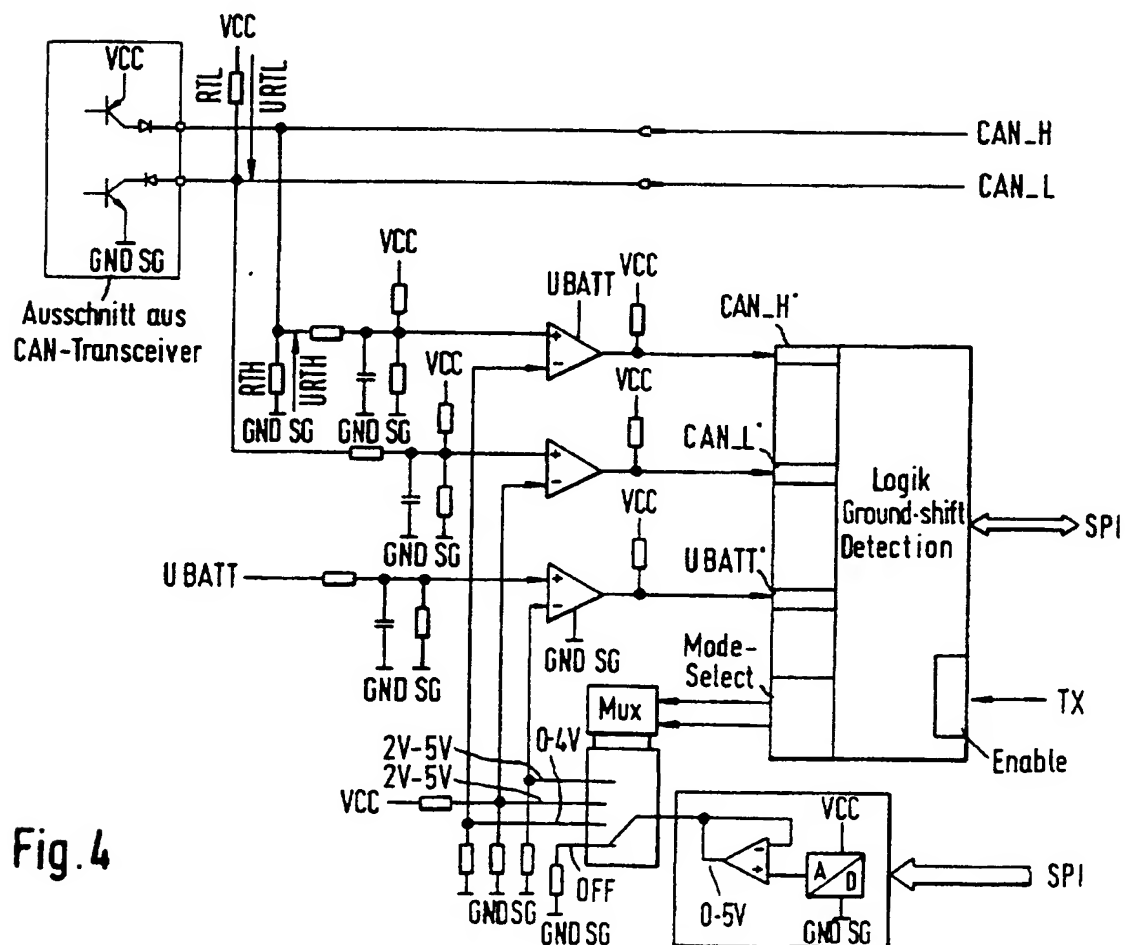 VCC
VCC
RTL
URTL
CAN_H
CAN_L
GND SG
Ausschnitt aus
CAN-Transceiver
VCC
UBATT
VCC
CAN_H*
RTH
URTH
VCC
GND SG
GND SG
VCC
CAN_L*
Logik
Ground-shift
Detection
SPI
GND SG
VCC
UBATT
UBATT*
GND SG
GND SG
Mode-
Select
Mux
TX
Enable
0-4V
2V-5V
2V-5V
VCC
VCC
A
D
SPI
OFF
0-5V
GND SG
GND SG
GND SG
Fig.4
+
-
+
-
+
-
-
+